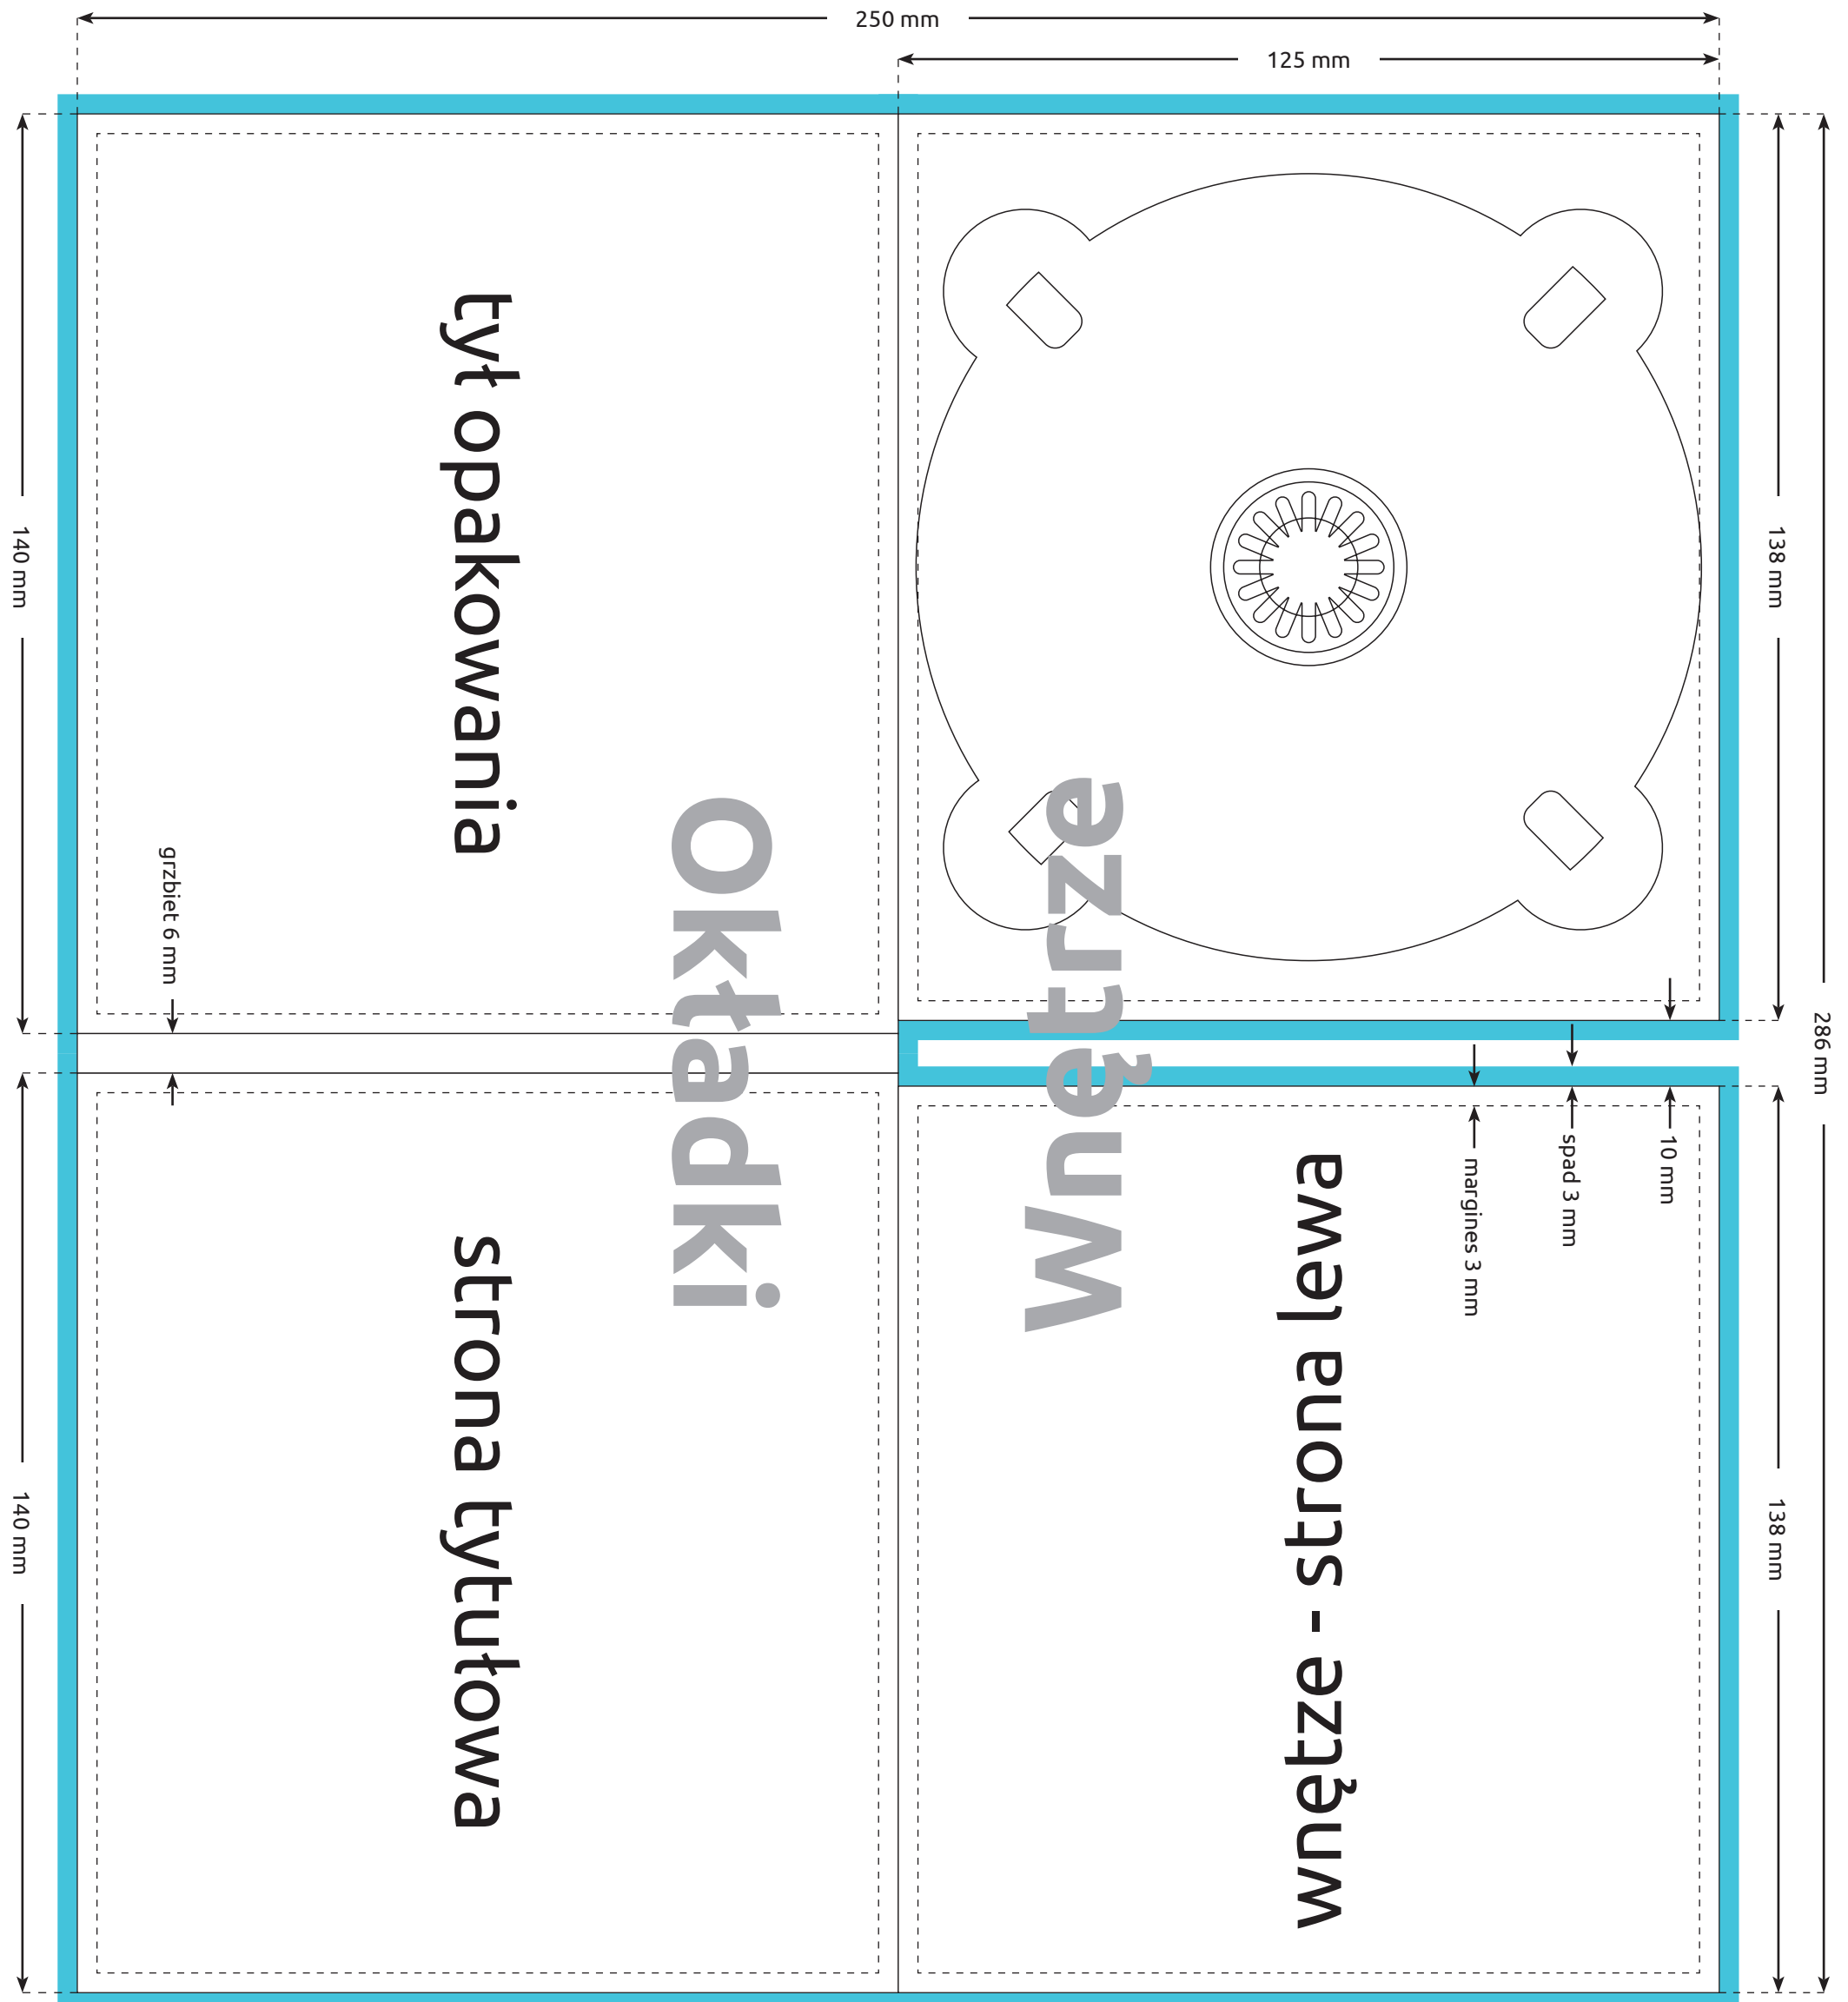 250 mm
125 mm
140 mm
138 mm
286 mm
tył opakowania
grzbiet 6 mm
Okładki
Wnętrze
10 mm
spad 3 mm
margines 3 mm
140 mm
strona tytułowa
wnętze - strona lewa
138 mm